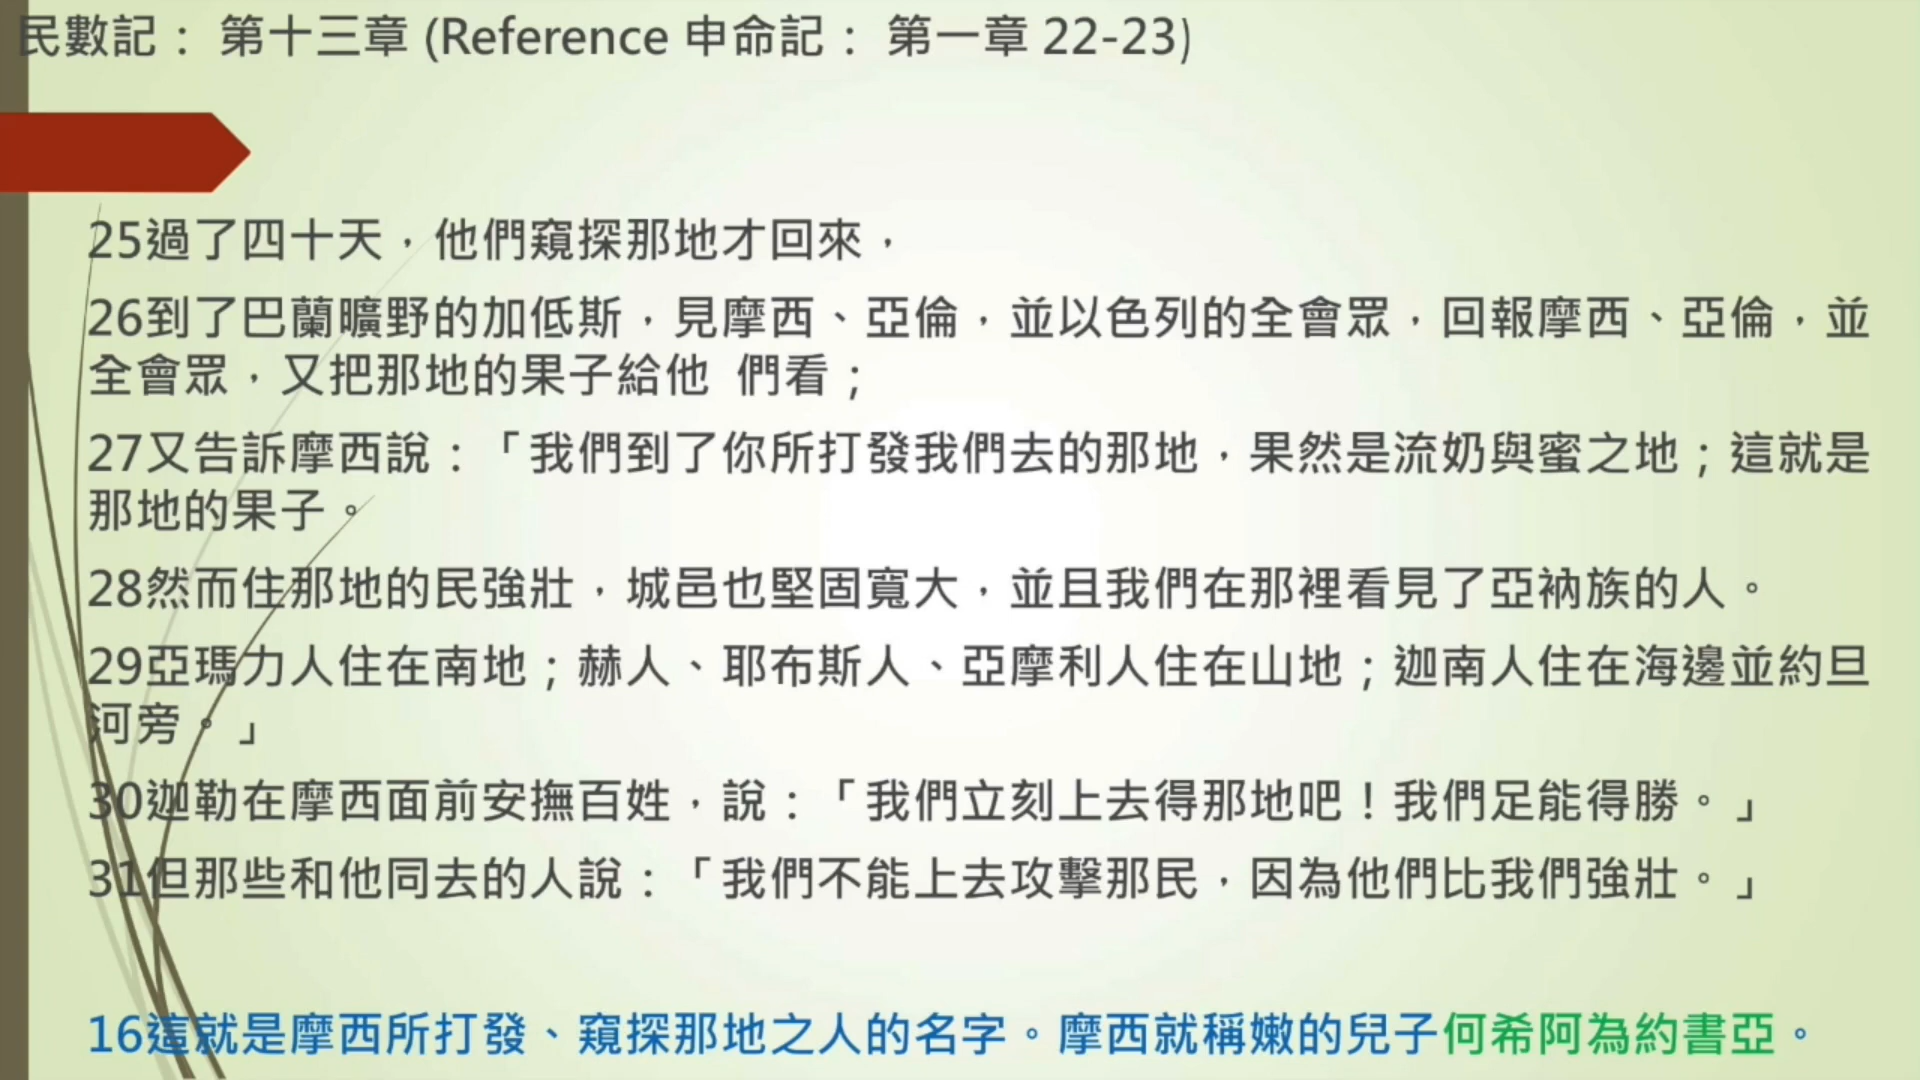 民數記： 第十三章 (Reference 申命記： 第一章 22-23)
25過了四十天，他們窺探那地才回來，
26到了巴蘭曠野的加低斯，見摩西、亞倫，並以色列的全會眾，回報摩西、亞倫，並
全會眾，又把那地的果子給他 們看；
27又告訴摩西說：「我們到了你所打發我們去的那地，果然是流奶與蜜之地；這就是
那地的果子。
28然而住那地的民強壯，城邑也堅固寬大，並且我們在那裡看見了亞衲族的人。
29亞瑪力人住在南地；赫人、耶布斯人、亞摩利人住在山地；迦南人住在海邊並約旦
河旁。」
30迦勒在摩西面前安撫百姓，說：「我們立刻上去得那地吧！我們足能得勝。」
31但那些和他同去的人說：「我們不能上去攻擊那民，因為他們比我們強壯。」
16這就是摩西所打發、窺探那地之人的名字。摩西就稱嫩的兒子何希阿為約書亞。